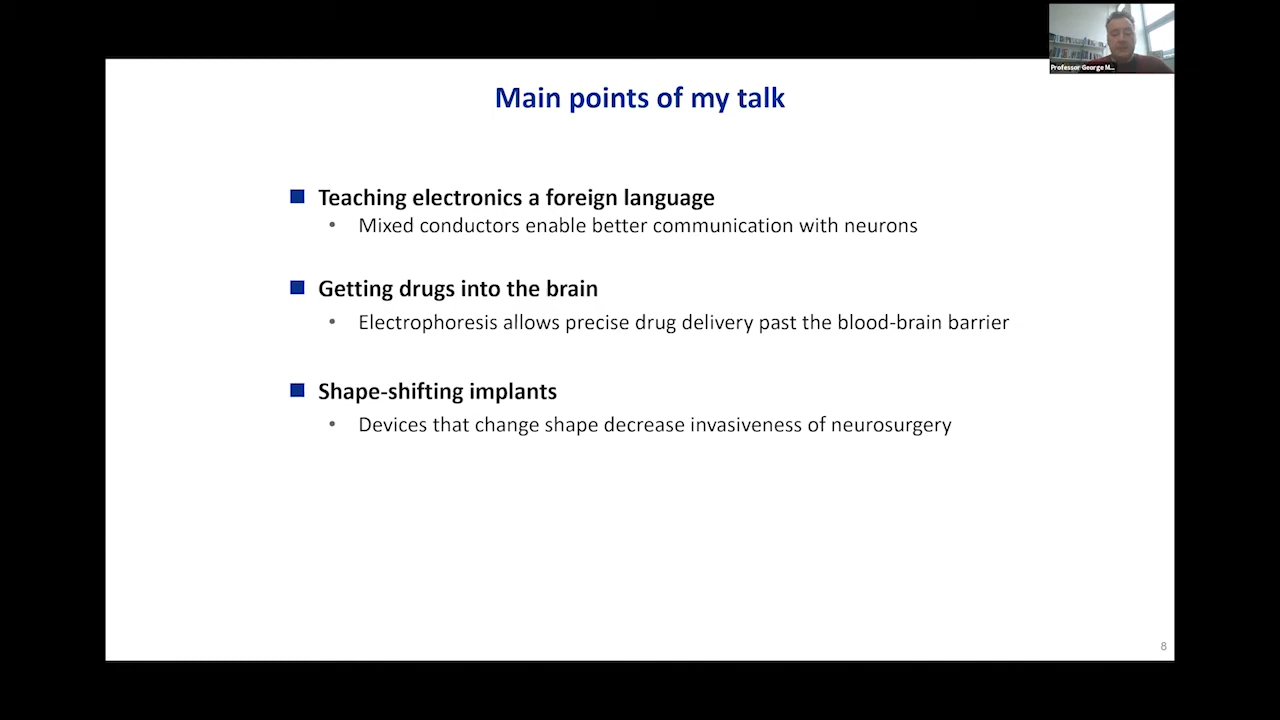 Professor George M...
Main points of my talk
Teaching electronics a foreign language
• Mixed conductors enable better communication with neurons
Getting drugs into the brain
• Electrophoresis allows precise drug delivery past the blood-brain barrier
Shape-shifting implants
• Devices that change shape decrease invasiveness of neurosurgery
8